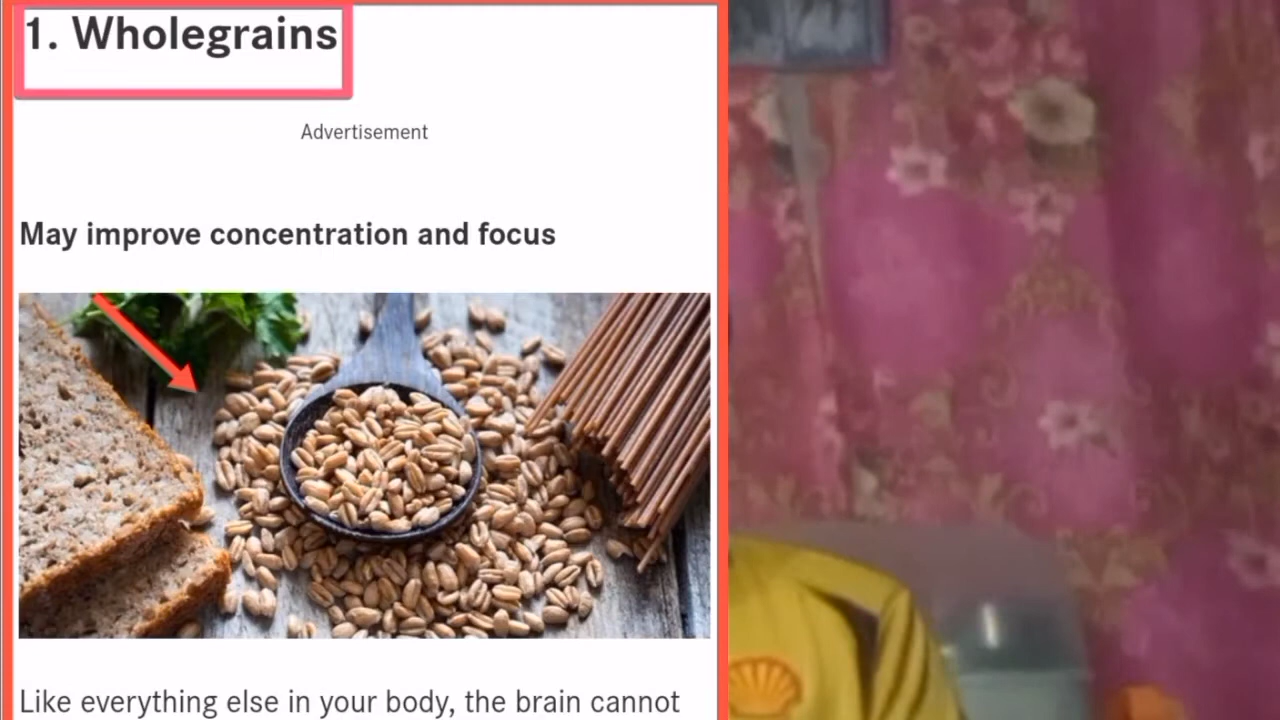 1. Wholegrains
Advertisement
May improve concentration and focus
Like everything else in your body, the brain cannot